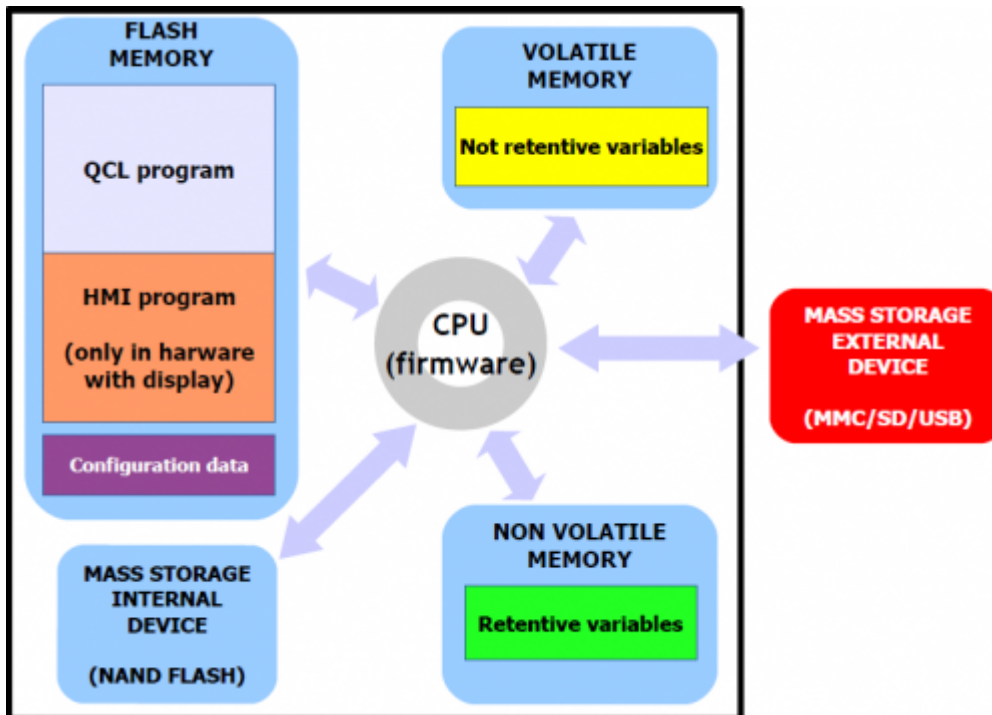 FLASH
MEMORY
QCL program
HMI program
(only in harware
with display)
Configuration data
VOLATILE
MEMORY
Not retentive variables
CPU
(firmware)
MASS STORAGE
EXTERNAL
DEVICE
(MMC/SD/USB)
MASS STORAGE
INTERNAL
DEVICE
(NAND FLASH)
NON VOLATILE
MEMORY
Retentive variables